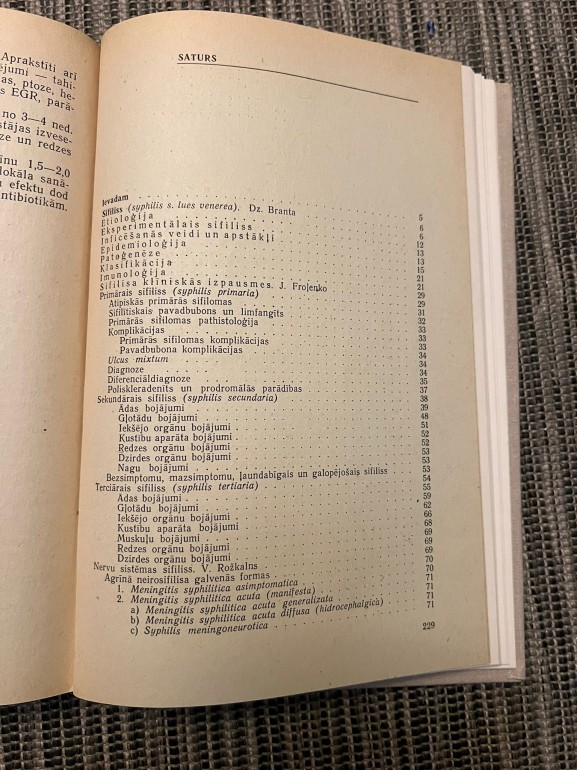 Aprakstīti arī
ējumi — tahi-
as, ptoze, he-
s EGR, parā-
no 3—4 ned.
stājas izvese-
ze un redzes
īnu 1,5—2,0
lokāla sanā-
u efektu dod
ntibiotikām.
SATURS
Ievadam 5
Sifiliss (syphilis s. lues venerea). Dz. Branta 6
Etioloģija 6
Eksperimentālais sifiliss 12
Inficēšanās veidi un apstākļi 13
Epidemioloģija 13
Patoģenēze 15
Klasifikācija 21
Imunoloģija 21
Sifilisa klīniskās izpausmes. J. Froļenko 29
Primārais sifiliss (syphilis primaria) 29
Atipiskās primārās sifilomas 31
Sifilītiskais pavadbubons un limfangīts 32
Primārās sifilomas pathistoloģija 33
Komplikācijas 33
Primārās sifilomas komplikācijas 33
Pavadbubona komplikācijas 34
Ulcus mixtum 34
Diagnoze 34
Diferenciāldiagnoze 35
Poliskleradenīts un prodromālās parādības 37
Sekundārais sifiliss (syphilis secundaria) 38
Ādas bojājumi 39
Gļotādu bojājumi 48
Iekšējo orgānu bojājumi 51
Kustību aparāta bojājumi 52
Redzes orgānu bojājumi 52
Dzirdes orgānu bojājumi 53
Nagu bojājumi 53
Bezsimptomu, mazsimptomu, ļaundabīgais un galopējošais sifiliss 53
Terciārais sifiliss (syphilis tertiaria) 54
Ādas bojājumi 55
Gļotādu bojājumi 59
Iekšējo orgānu bojājumi 62
Kustību aparāta bojājumi 66
Muskuļu bojājumi 68
Redzes orgānu bojājumi 69
Dzirdes orgānu bojājumi 69
Nervu sistēmas sifiliss. V. Rožkalns 69
Agrīnā neirosifilisa galvenās formas 70
1. Meningitis syphilitica asimptomatica 70
2. Meningitis syphilitica acuta (manifesta) 71
a) Meningitis syphilitica acuta generalizata 71
b) Meningitis syphilitica acuta diffusa (hidrocephalgica) 71
c) Syphilis meningoneurotica 71
229